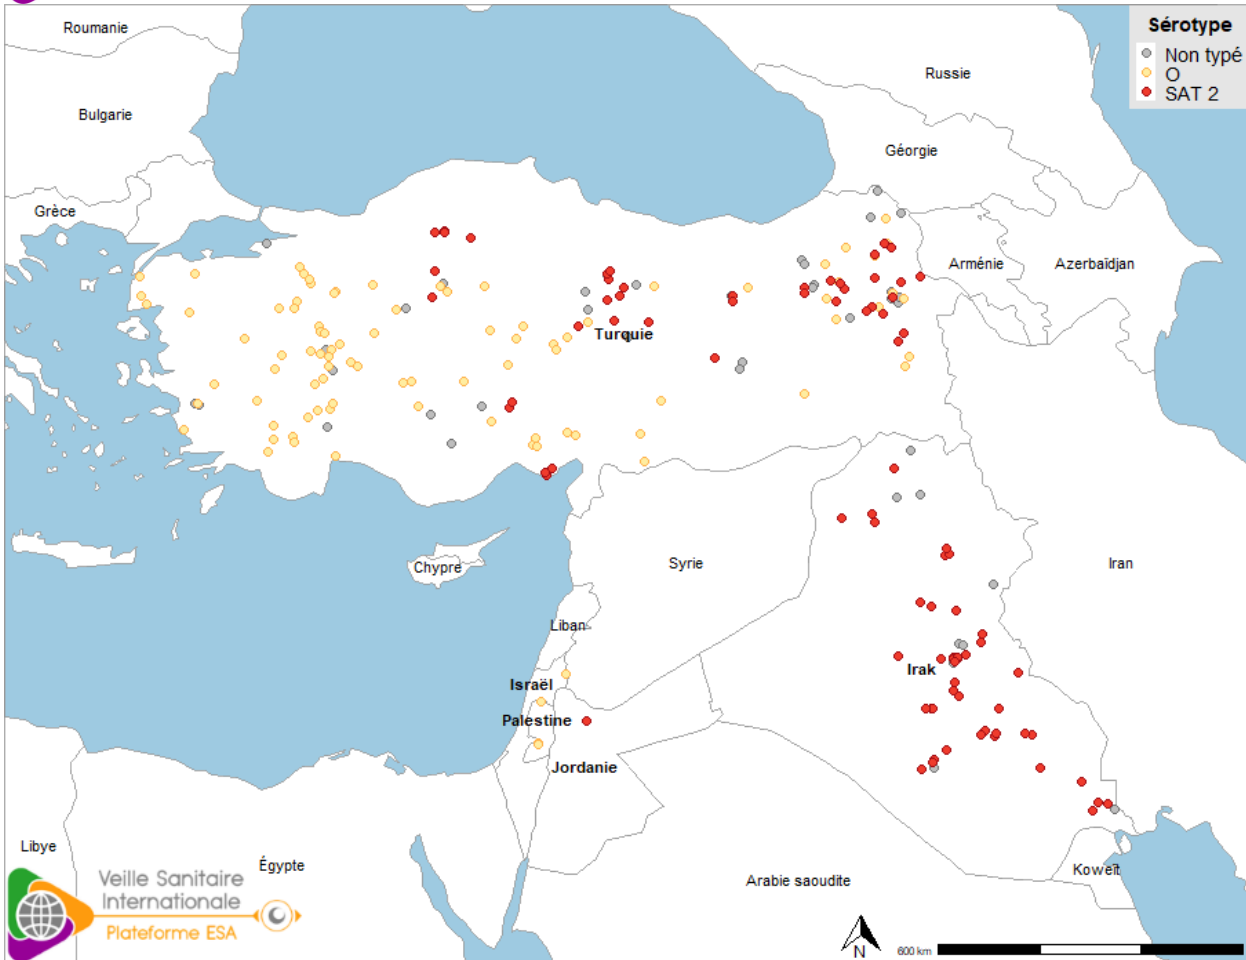 Roumanie
Sérotype
Non typé
O
SAT 2
Russie
Bulgarie
Géorgie
Grèce
Arménie
Azerbaïdjan
Turquie
Chypre
Syrie
Iran
Liban
Irak
Israël
Palestine
Jordanie
Libye
Égypte
Koweït
Arabie saoudite
Veille Sanitaire
Internationale
Plateforme ESA
N
600 km